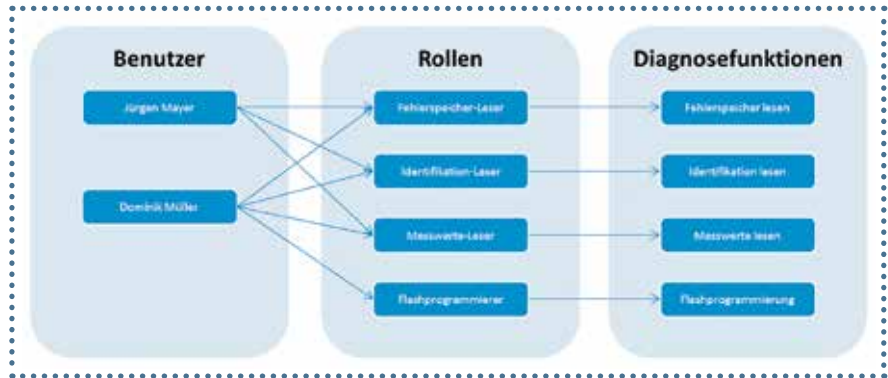 Benutzer
Rollen
Diagnosefunktionen
Jürgen Mayer
Fehlerspeicher-Leser
Fehlerspeicher lesen
Identifikation-Leser
Identifikation lesen
Dominik Müller
Messwerte-Leser
Messwerte lesen
Flashprogrammierer
Flashprogrammierung